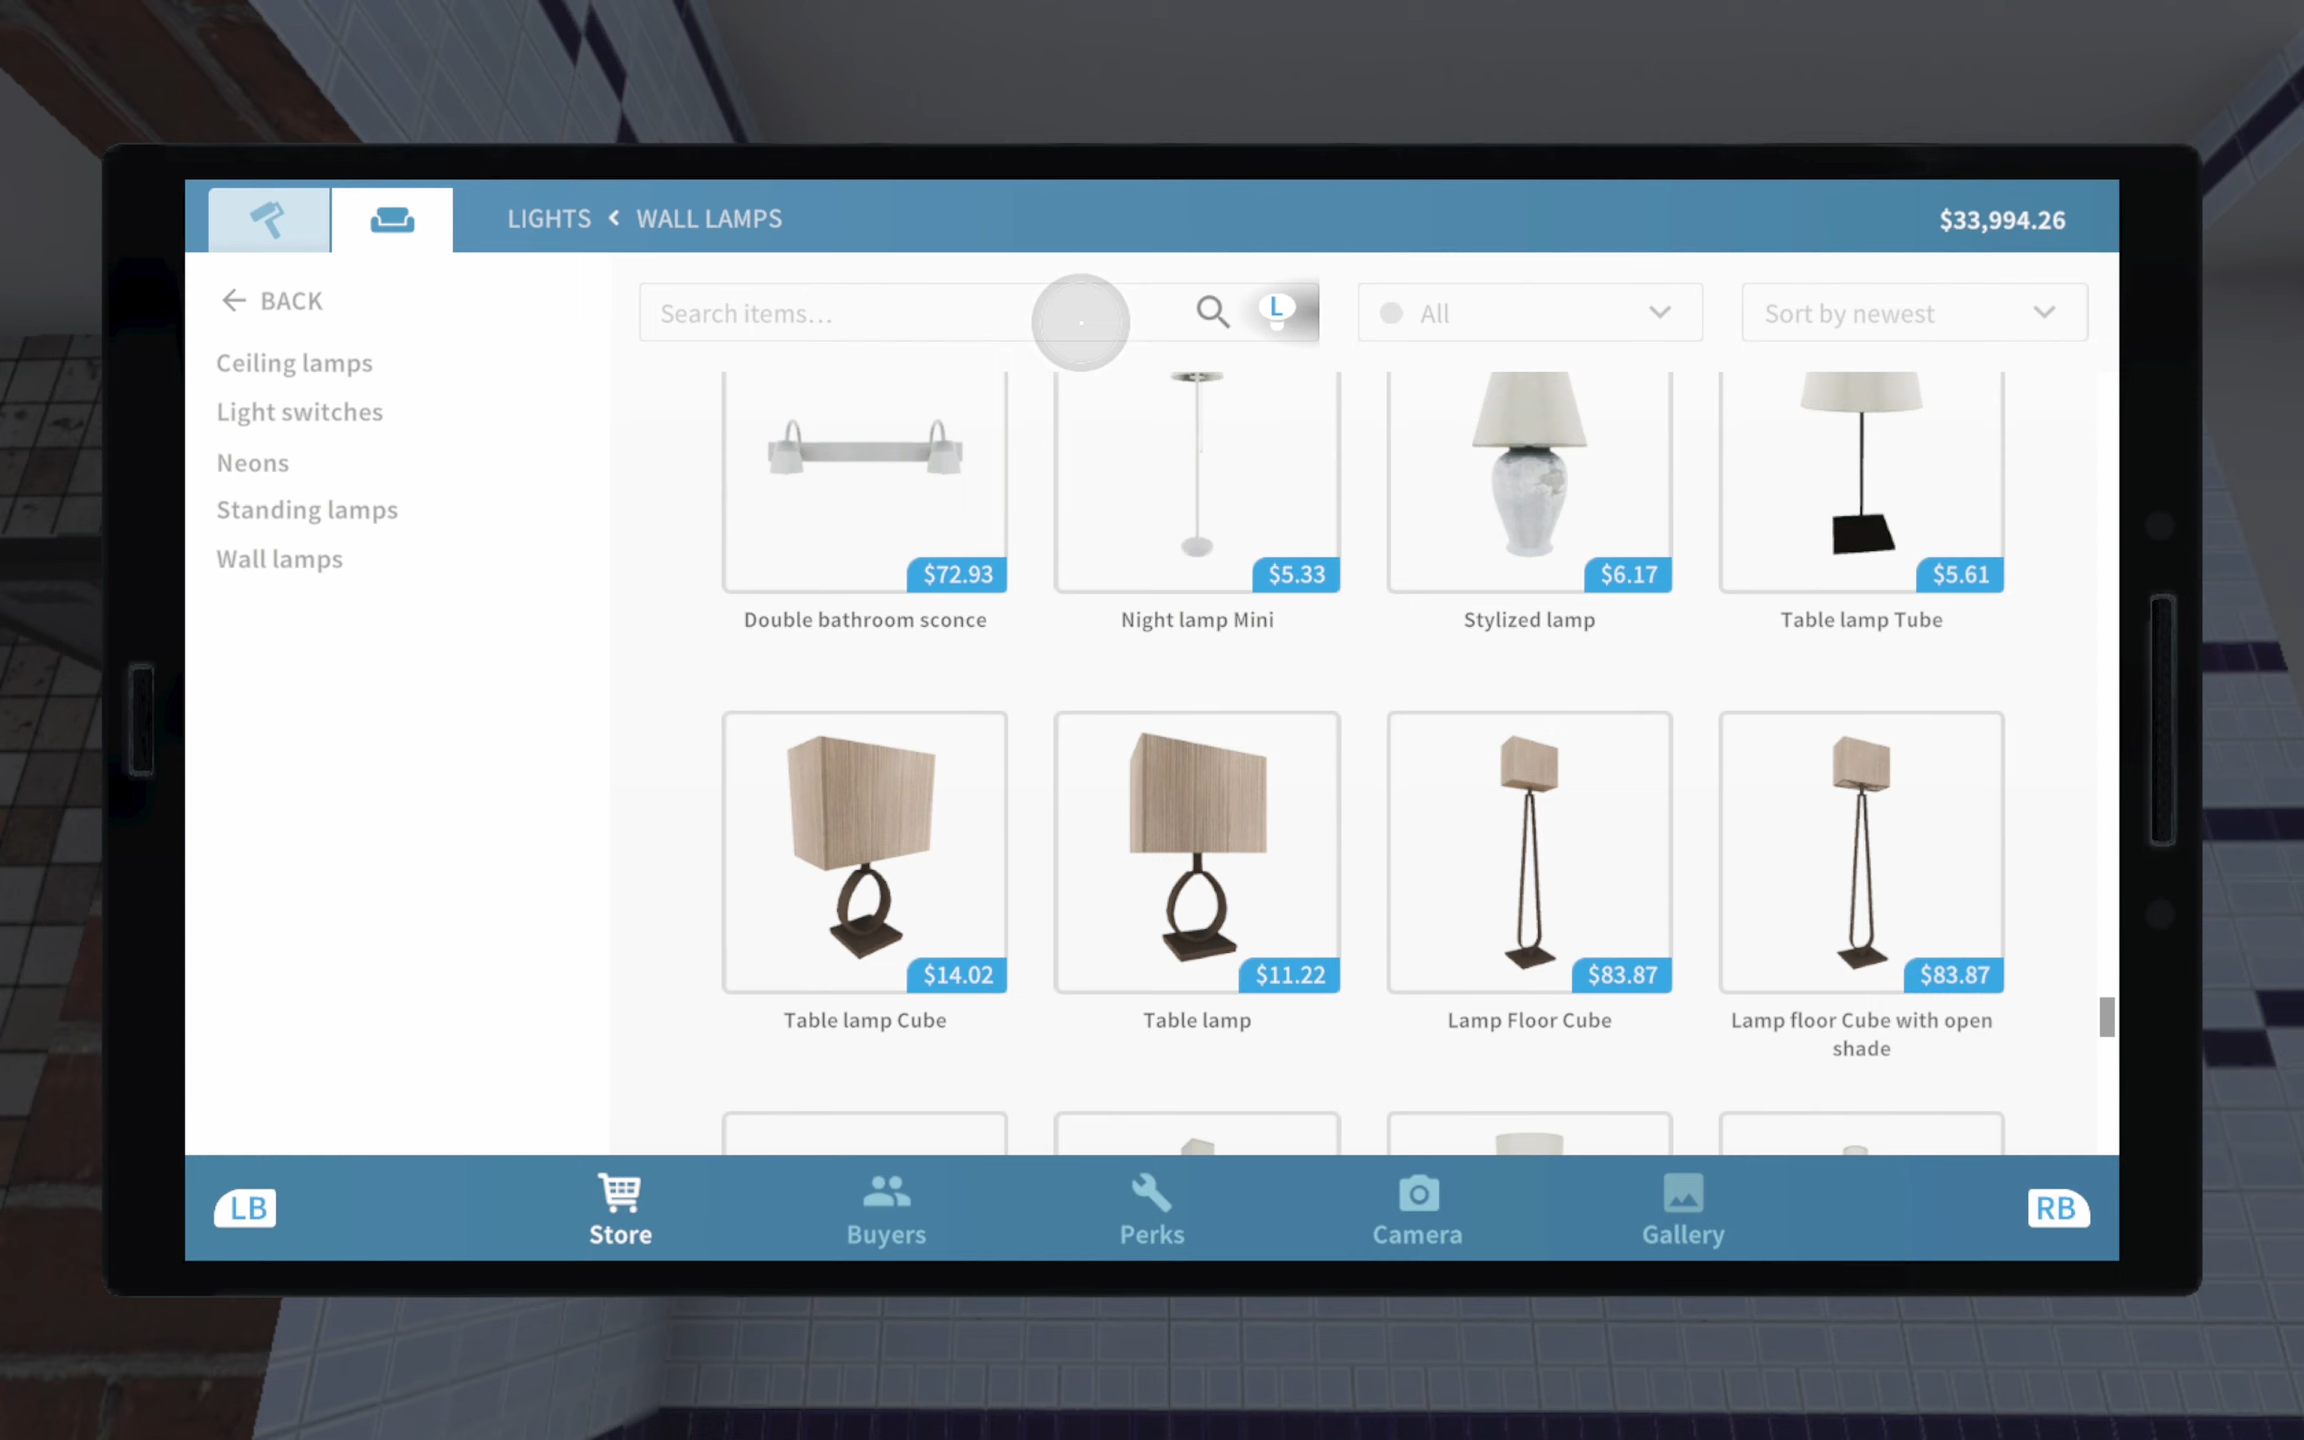 LIGHTS < WALL LAMPS
$33,994.26
BACK
Search items...
L
All
Sort by newest
Ceiling lamps
Light switches
Neons
Standing lamps
Wall lamps
$72.93
$5.33
$6.17
$5.61
Double bathroom sconce
Night lamp Mini
Stylized lamp
Table lamp Tube
$14.02
$11.22
$83.87
$83.87
Table lamp Cube
Table lamp
Lamp Floor Cube
Lamp floor Cube with open
shade
LB
Store
Buyers
Perks
Camera
Gallery
RB